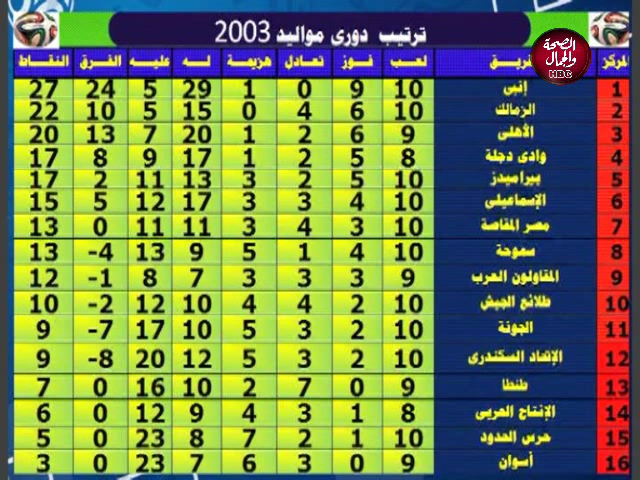 ترتيب دورى مواليد 2003
الصحة
والجمال
HBC
المركز الفريق لعب فوز تعادل هزيمة له عليه الفرق النقاط
1 إنبى 10 9 0 1 29 5 24 27
2 الزمالك 10 6 4 0 15 5 10 22
3 الأهلى 9 6 2 1 20 7 13 20
4 وادى دجلة 8 5 2 1 17 9 8 17
5 بيراميدز 10 5 2 3 13 11 2 17
6 الإسماعيلى 10 3 4 3 17 12 5 15
7 مصر المقاصة 10 3 4 3 11 11 0 13
8 سموحة 10 4 1 5 9 13 4- 13
9 المقاولون العرب 9 3 3 3 7 8 1- 12
10 طلائع الجيش 10 2 4 4 10 12 2- 10
11 الجونة 10 2 3 5 10 17 7- 9
12 الإتحاد السكندرى 10 2 3 5 12 20 8- 9
13 طنطا 9 0 7 2 10 16 0 7
14 الإنتاج الحربى 8 1 3 4 9 12 0 6
15 حرس الحدود 10 1 2 7 8 23 0 5
16 أسوان 9 0 3 6 7 23 0 3